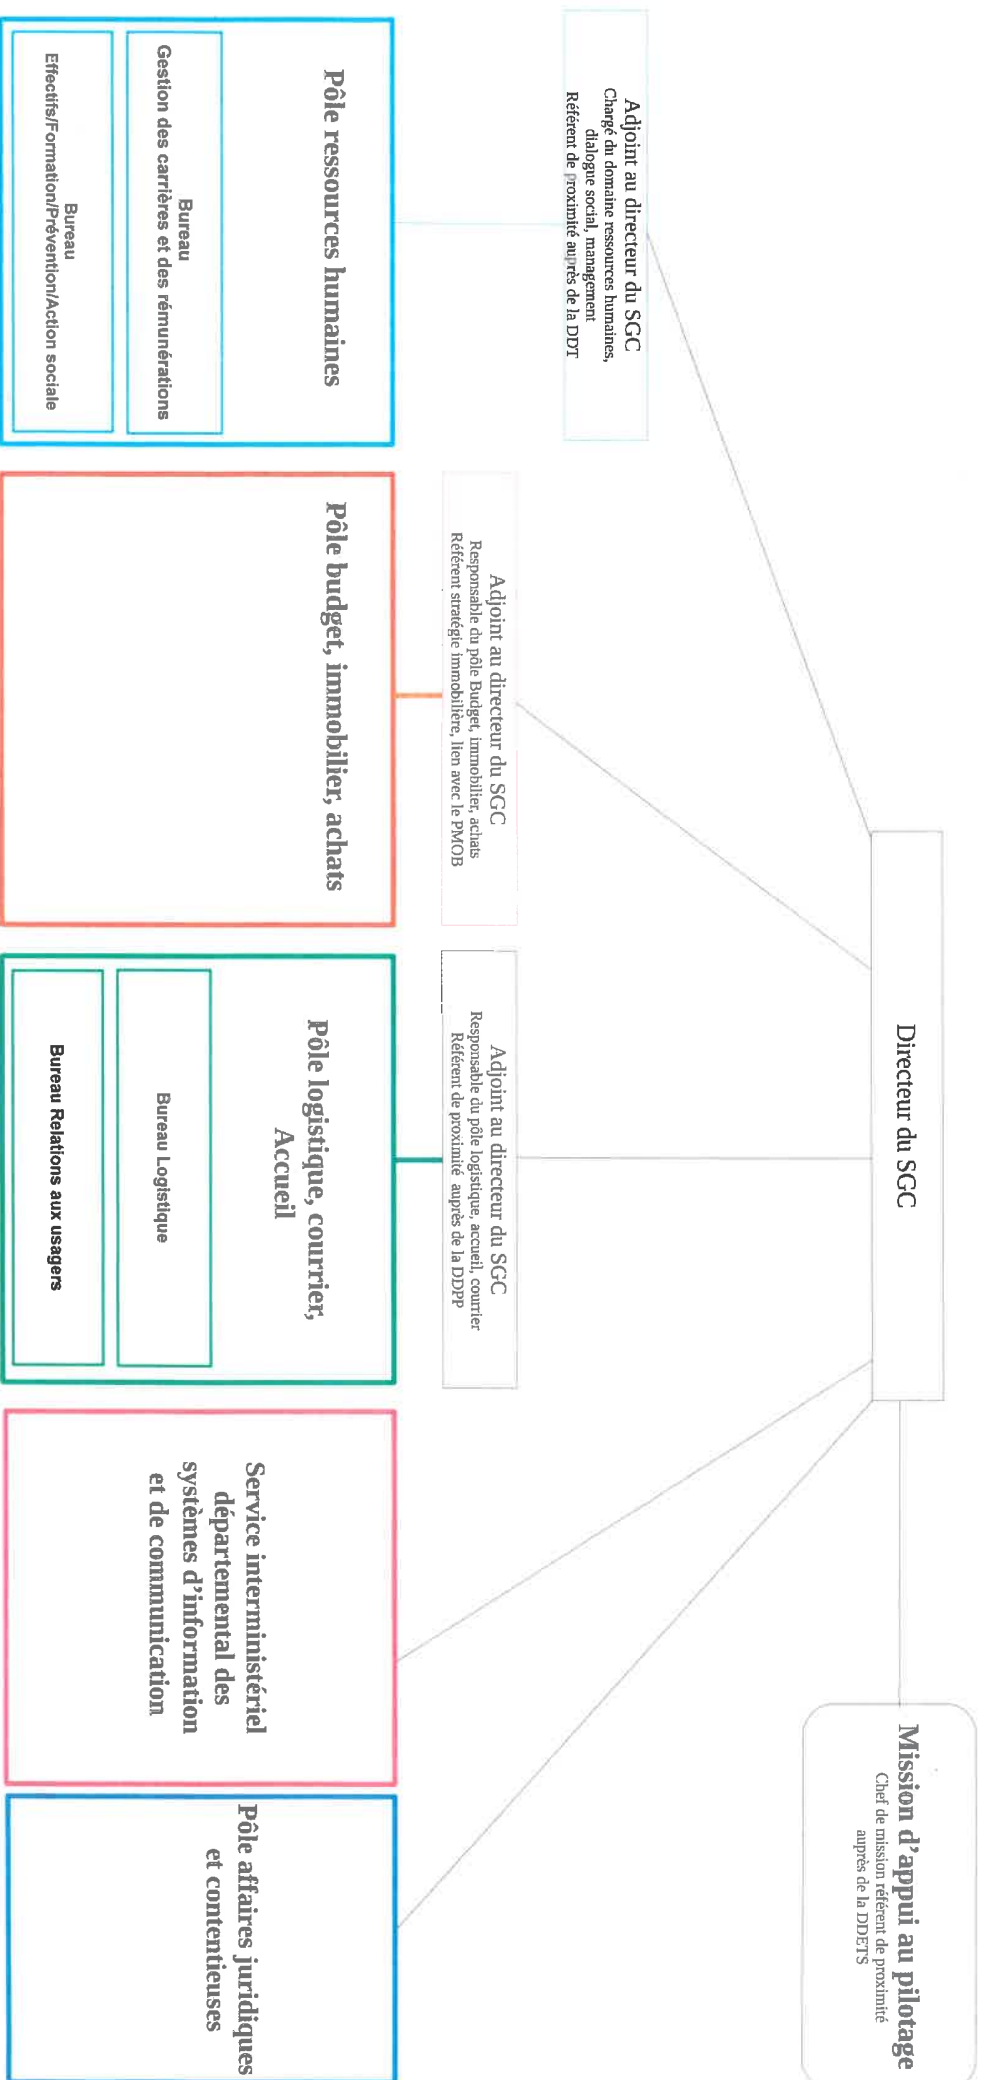 Directeur du SGC
Mission d'appui au pilotage
Chef de mission référent de proximité
auprès de la DDETS
Adjoint au directeur du SGC
Chargé du domaine ressources humaines,
dialogue social, management
Référent de proximité auprès de la DDT
Adjoint au directeur du SGC
Responsable du pôle Budget, immobilier, achats
Référent stratégie immobilière, lien avec le PMOB
Adjoint au directeur du SGC
Responsable du pôle logistique, accueil, courrier
Référent de proximité auprès de la DDPP
Pôle ressources humaines
Bureau
Gestion des carrières et des rémunérations
Bureau
Effectifs/Formation/Prévention/Action sociale
Pôle budget, immobilier, achats
Pôle logistique, courrier,
Accueil
Bureau Logistique
Bureau Relations aux usagers
Service interministériel
départemental des
systèmes d'information
et de communication
Pôle affaires juridiques
et contentieuses